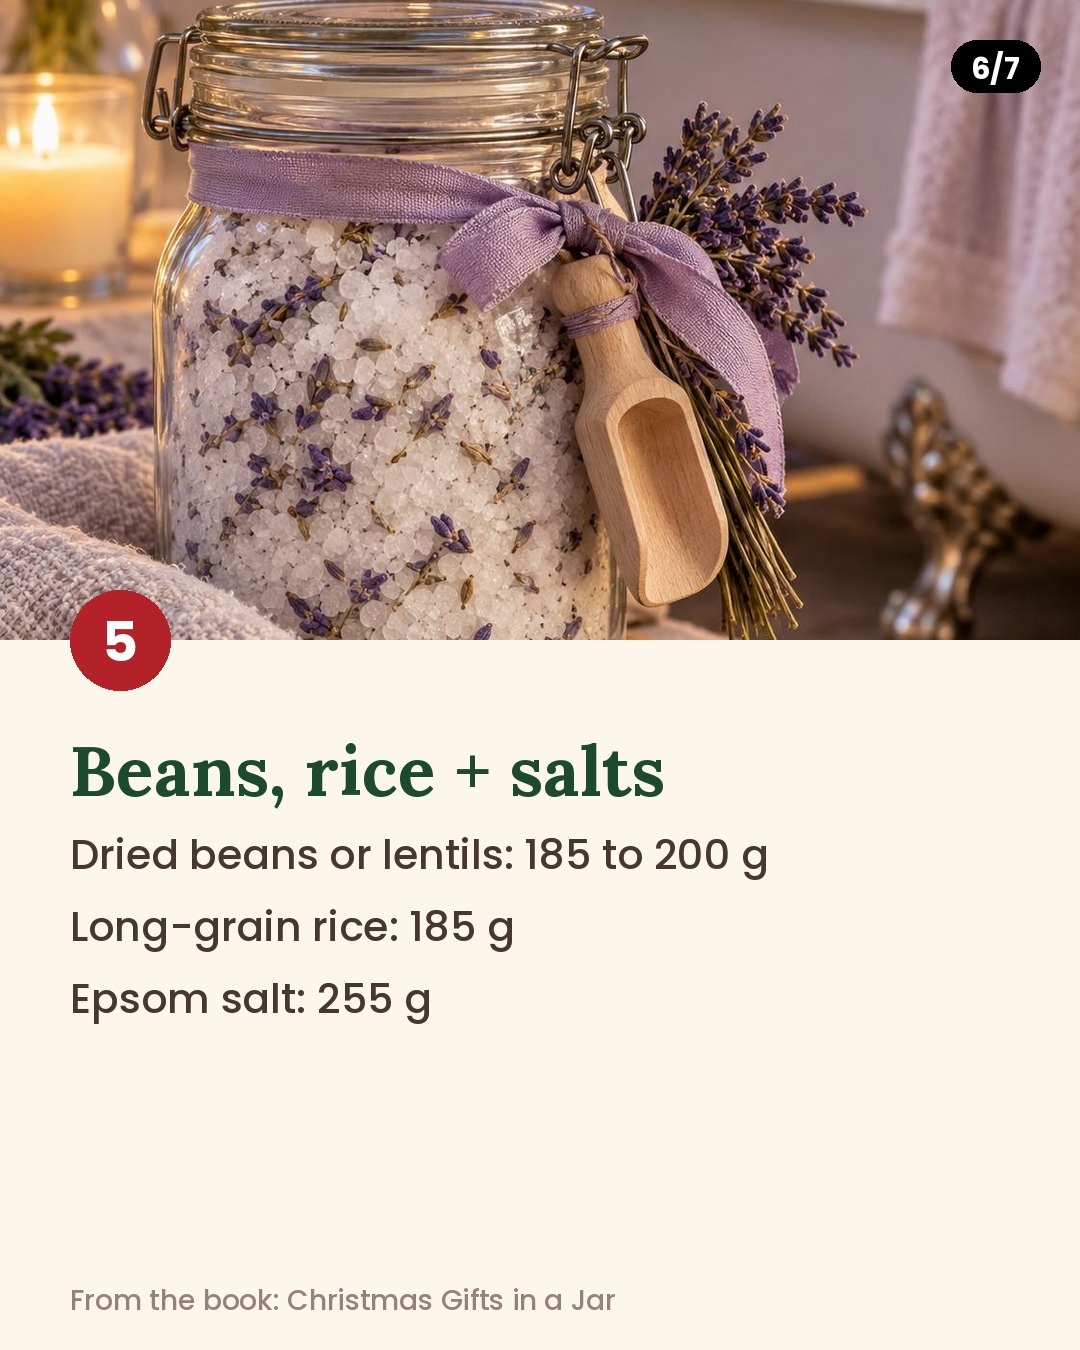 6/7
5
Beans, rice + salts
Dried beans or lentils: 185 to 200 g
Long-grain rice: 185 g
Epsom salt: 255 g
From the book: Christmas Gifts in a Jar